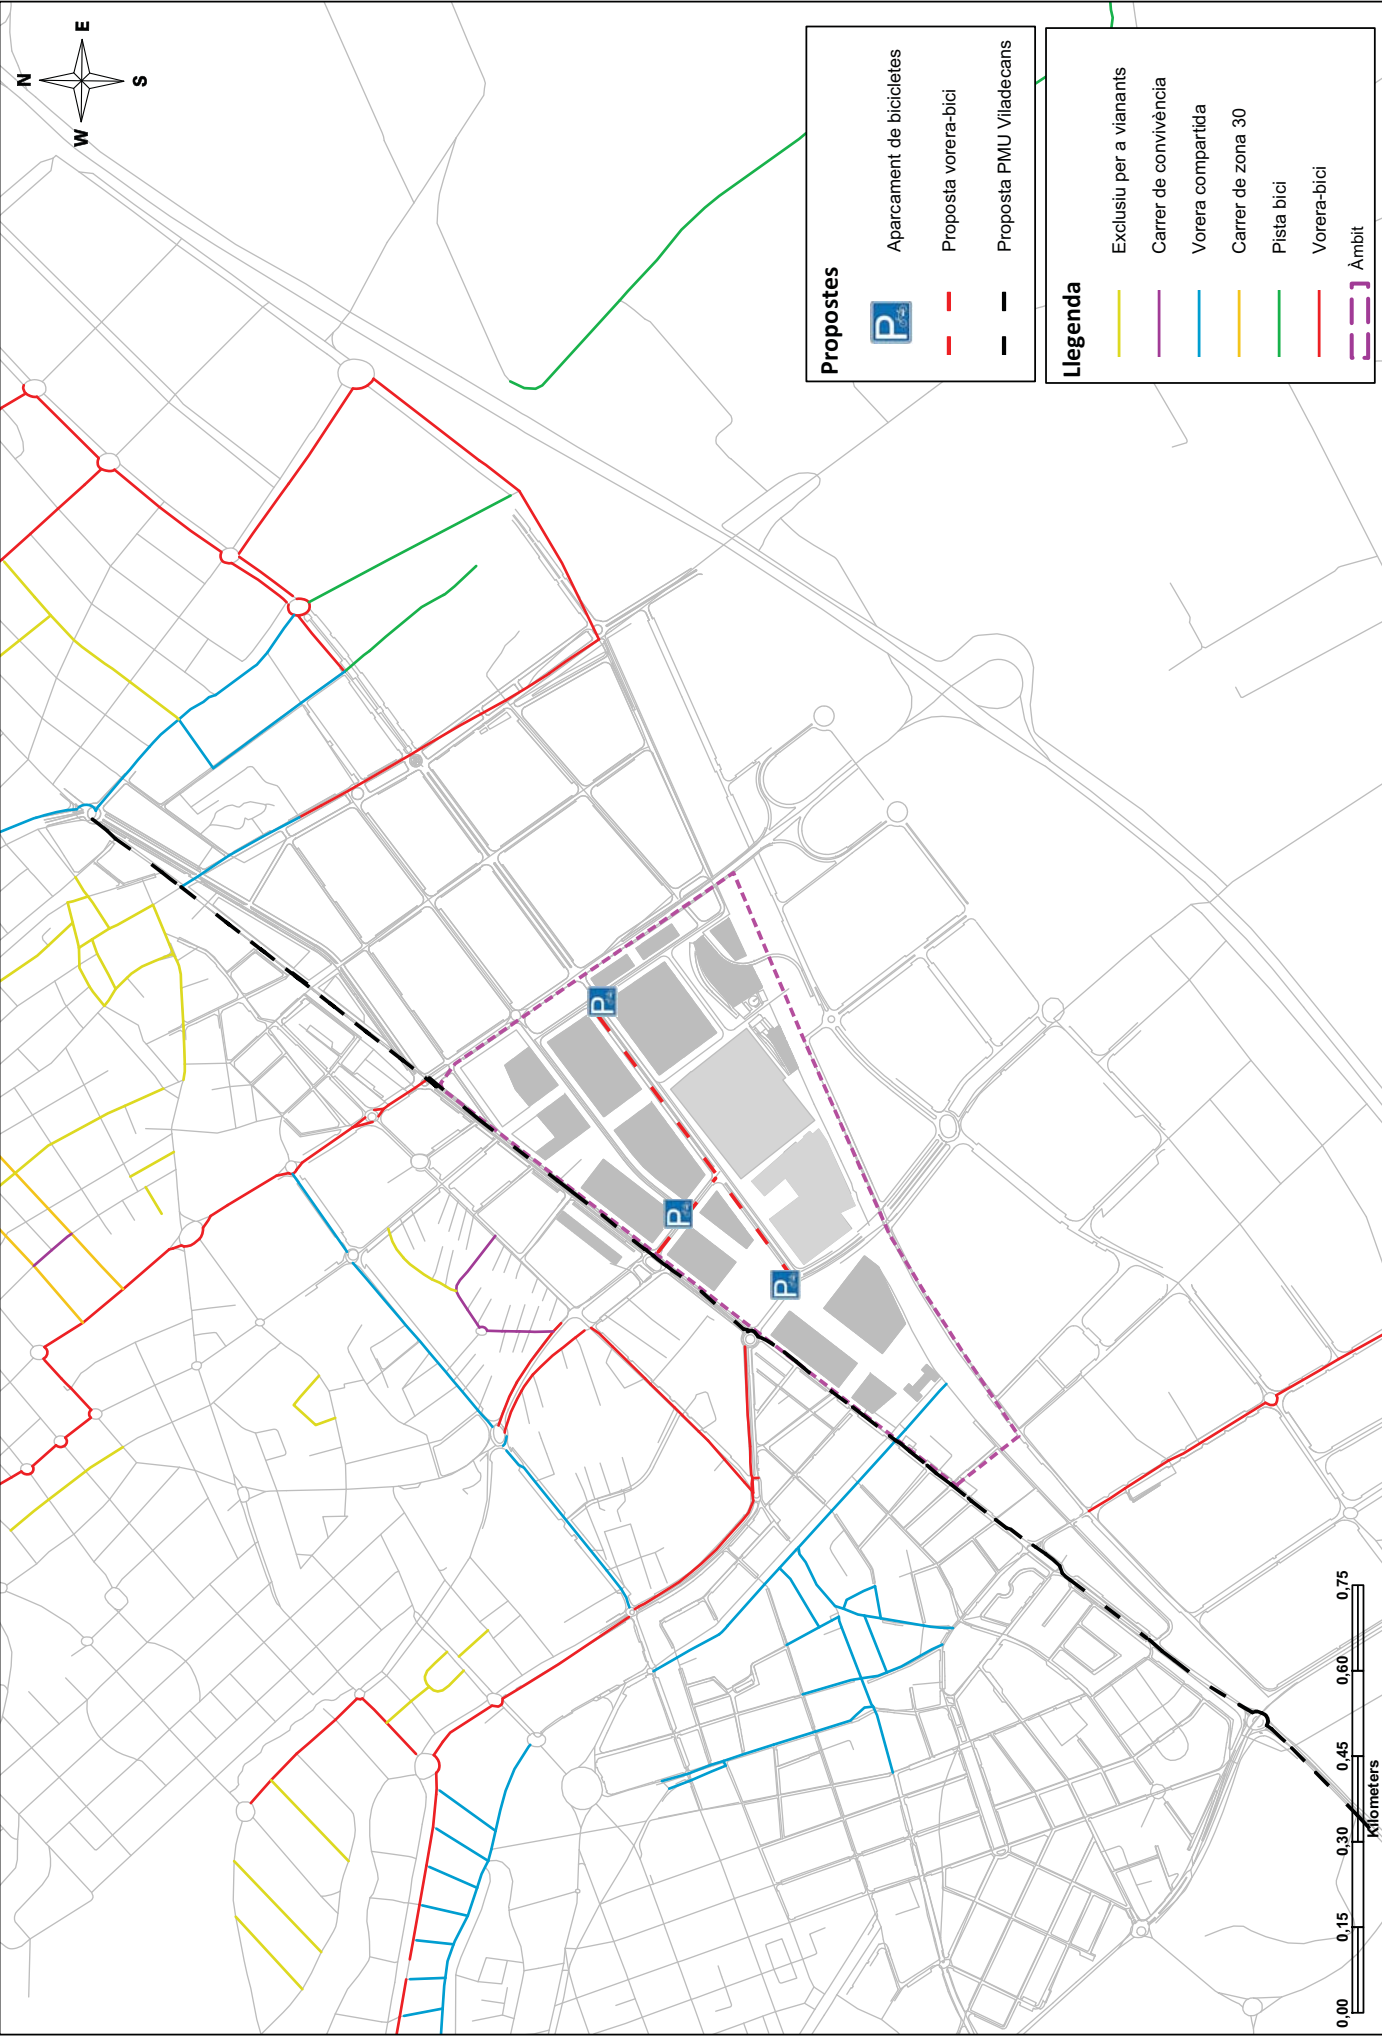 N
E
S
W
Propostes
P
Aparcament de bicicletes
Proposta vorera-bici
Proposta PMU Viladecans
Llegenda
Exclusiu per a vianants
Carrer de convivència
Vorera compartida
Carrer de zona 30
Pista bici
Vorera-bici
Àmbit
P
P
P
0,00 0,15 0,30 0,45 0,60 0,75
Kilometers